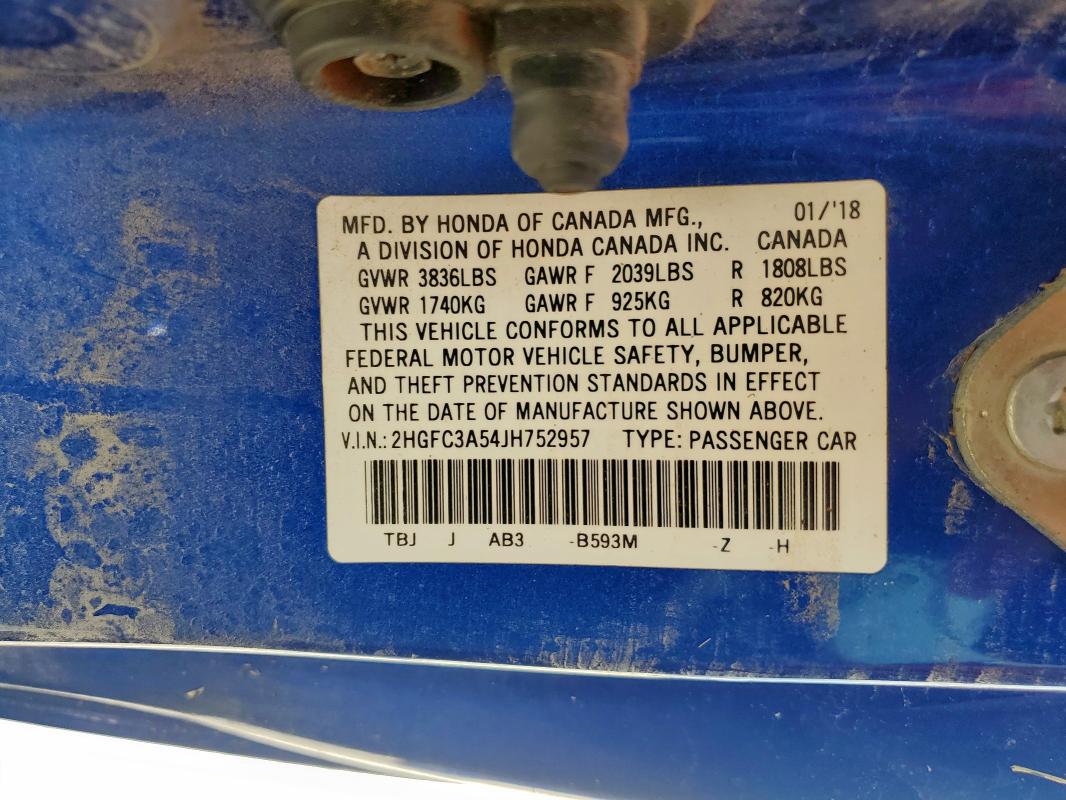 MFD. BY HONDA OF CANADA MFG., 01/'18
A DIVISION OF HONDA CANADA INC. CANADA
GVWR 3836LBS GAWR F 2039LBS R 1808LBS
GVWR 1740KG GAWR F 925KG R 820KG
THIS VEHICLE CONFORMS TO ALL APPLICABLE
FEDERAL MOTOR VEHICLE SAFETY, BUMPER,
AND THEFT PREVENTION STANDARDS IN EFFECT
ON THE DATE OF MANUFACTURE SHOWN ABOVE.
V.I.N.: 2HGFC3A54JH752957 TYPE: PASSENGER CAR
TBJ J AB3 -B593M -Z -H